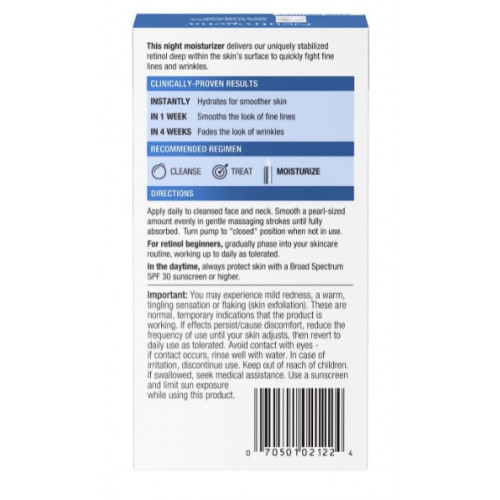 This night moisturizer delivers our uniquely stabilized
retinol deep within the skin's surface to quickly fight fine
lines and wrinkles.
CLINICALLY-PROVEN RESULTS
INSTANTLY Hydrates for smoother skin
IN 1 WEEK Smooths the look of fine lines
IN 4 WEEKS Fades the look of wrinkles
RECOMMENDED REGIMEN
CLEANSE TREAT MOISTURIZE
DIRECTIONS
Apply daily to cleansed face and neck. Smooth a pearl-sized
amount evenly in gentle massaging strokes until fully
absorbed. Turn pump to "closed" position when not in use.
For retinol beginners, gradually phase into your skincare
routine, working up to daily as tolerated.
In the daytime, always protect skin with a Broad Spectrum
SPF 30 sunscreen or higher.
Important: You may experience mild redness, a warm,
tingling sensation or flaking (skin exfoliation). These are
normal, temporary indications that the product is
working. If effects persist/cause discomfort, reduce the
frequency of use until your skin adjusts, then revert to
daily use as tolerated. Avoid contact with eyes -
if contact occurs, rinse well with water. In case of
irritation, discontinue use. Keep out of reach of children.
If swallowed, seek medical assistance. Use a sunscreen
and limit sun exposure
while using this product.
0 70501 02122 4